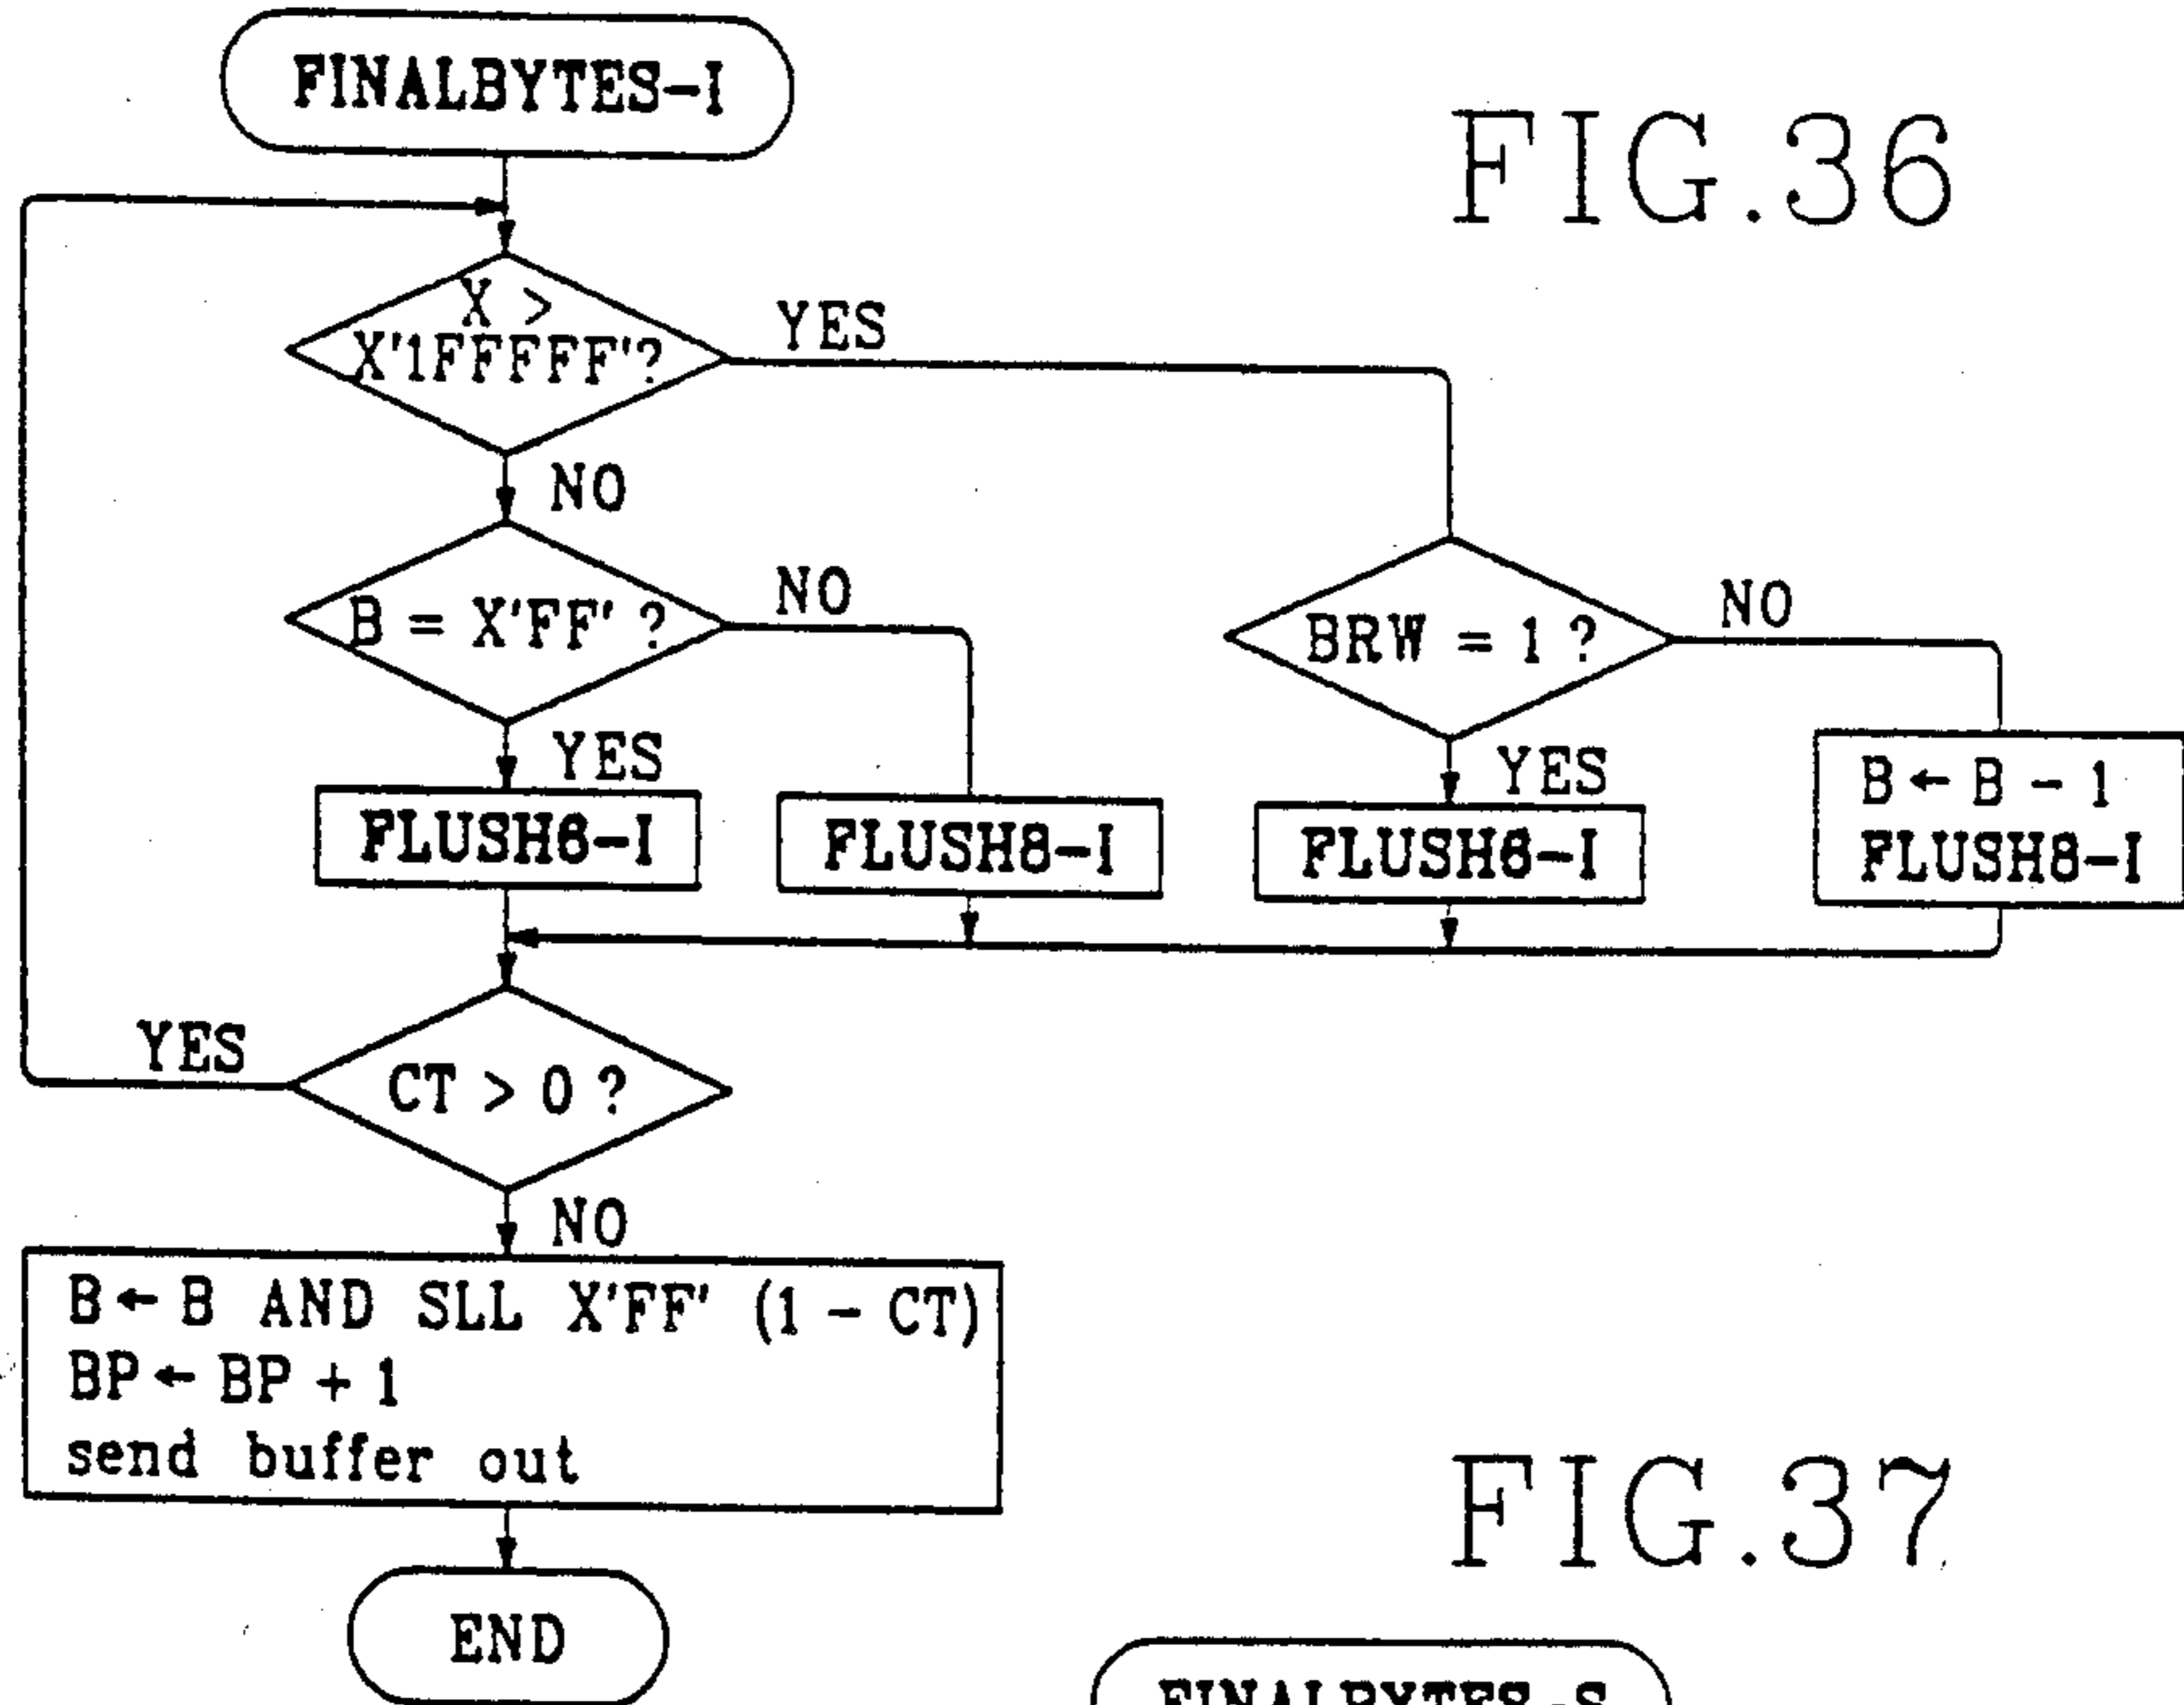 FINALBYTES-I
FIG.36
X >
X'1FFFFF'?
YES
NO
B = X'FF' ?
NO
BRW = 1 ?
NO
YES
FLUSH6-I
FLUSH8-I
YES
FLUSH6-I
B ← B - 1
FLUSH8-I
YES
CT > 0 ?
NO
B ← B AND SLL X'FF' (1 - CT)
BP ← BP + 1
send buffer out
FIG.37
END
FINALBYTES-S